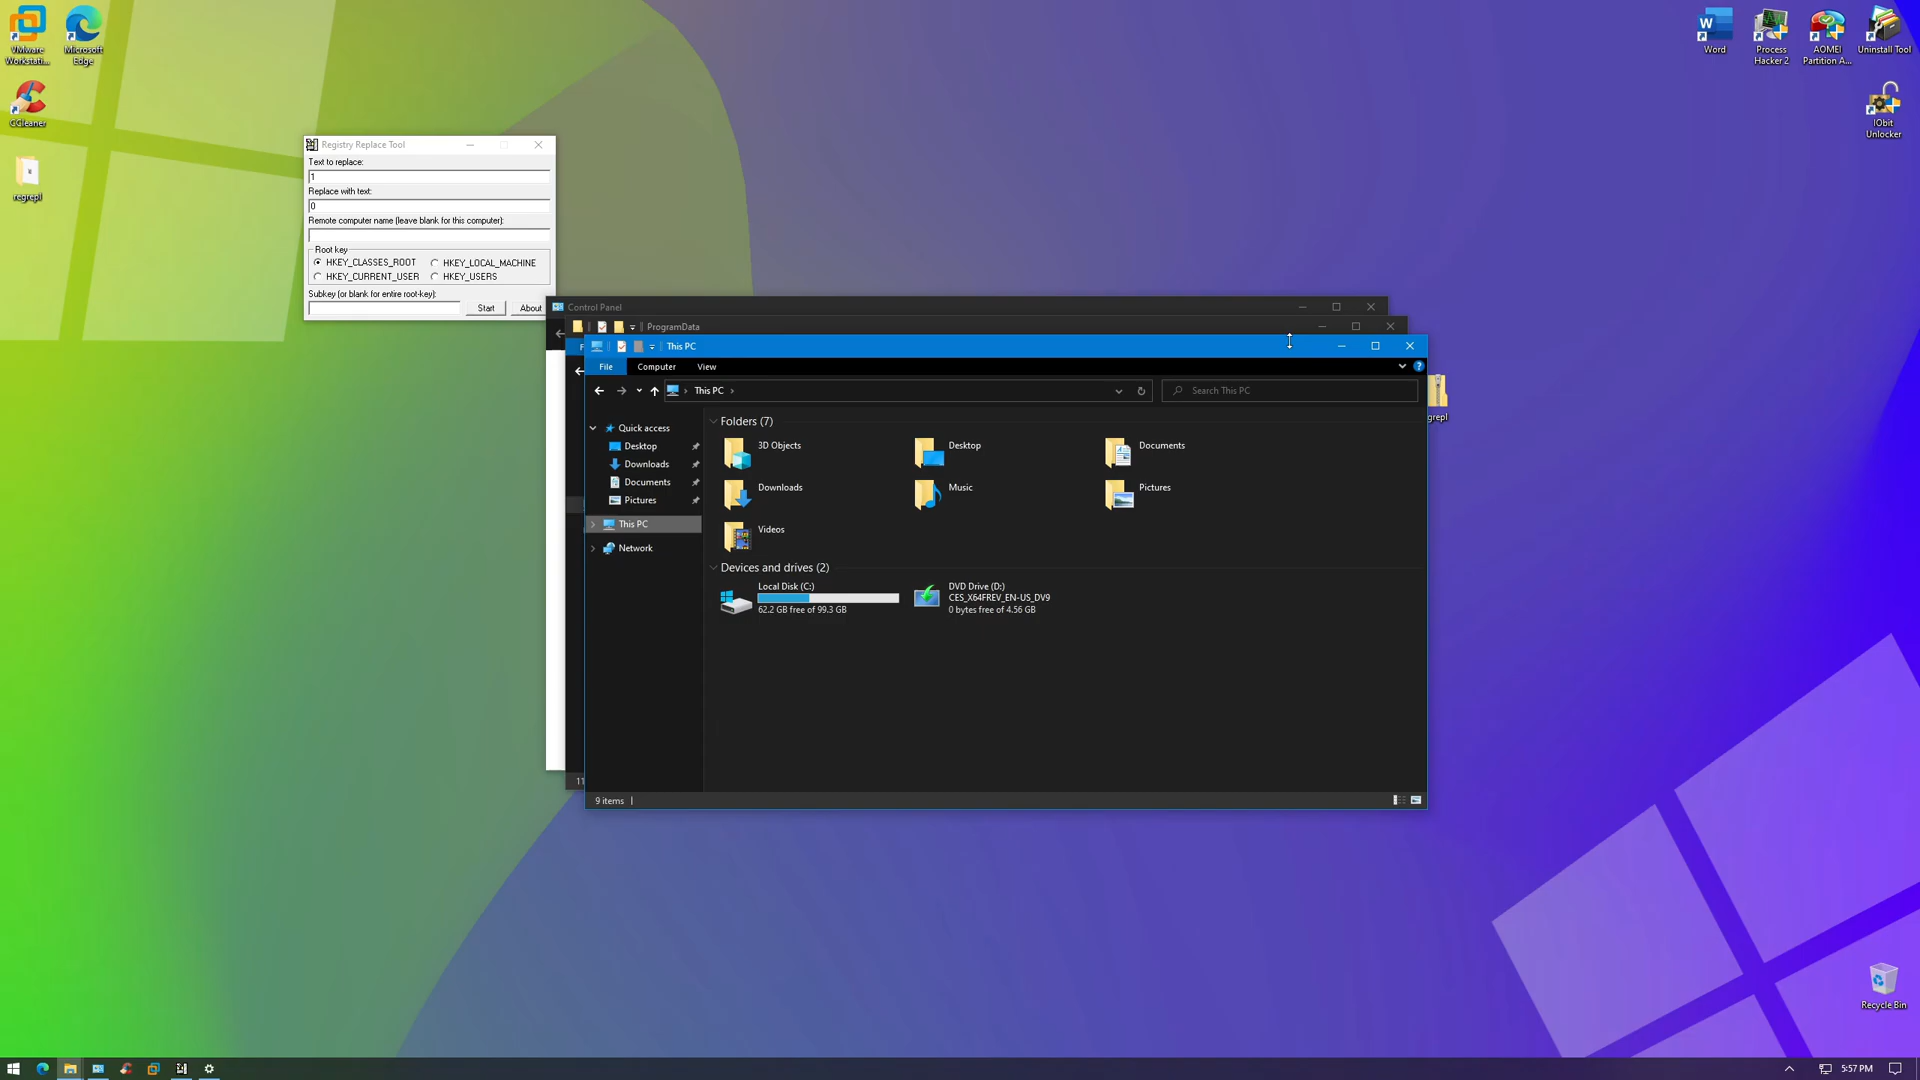 VMware
Workstati...
Microsoft
Edge
CCleaner
regrepl
Word
Process
Hacker 2
AOMEI
Partition A...
Uninstall Tool
IObit
Unlocker
Registry Replace Tool
Text to replace:
1
Replace with text:
0
Remote computer name (leave blank for this computer):
Root key
HKEY_CLASSES_ROOT
HKEY_LOCAL_MACHINE
HKEY_CURRENT_USER
HKEY_USERS
Subkey (or blank for entire root-key):
Start
About
Control Panel
ProgramData
F
This PC
File
Computer
View
This PC
Search This PC
grepl
Quick access
Desktop
Downloads
Documents
Pictures
This PC
Network
Folders (7)
3D Objects
Desktop
Documents
Downloads
Music
Pictures
Videos
Devices and drives (2)
Local Disk (C:)
62.2 GB free of 99.3 GB
DVD Drive (D:)
CES_X64FREV_EN-US_DV9
0 bytes free of 4.56 GB
11
9 items
Recycle Bin
5:57 PM